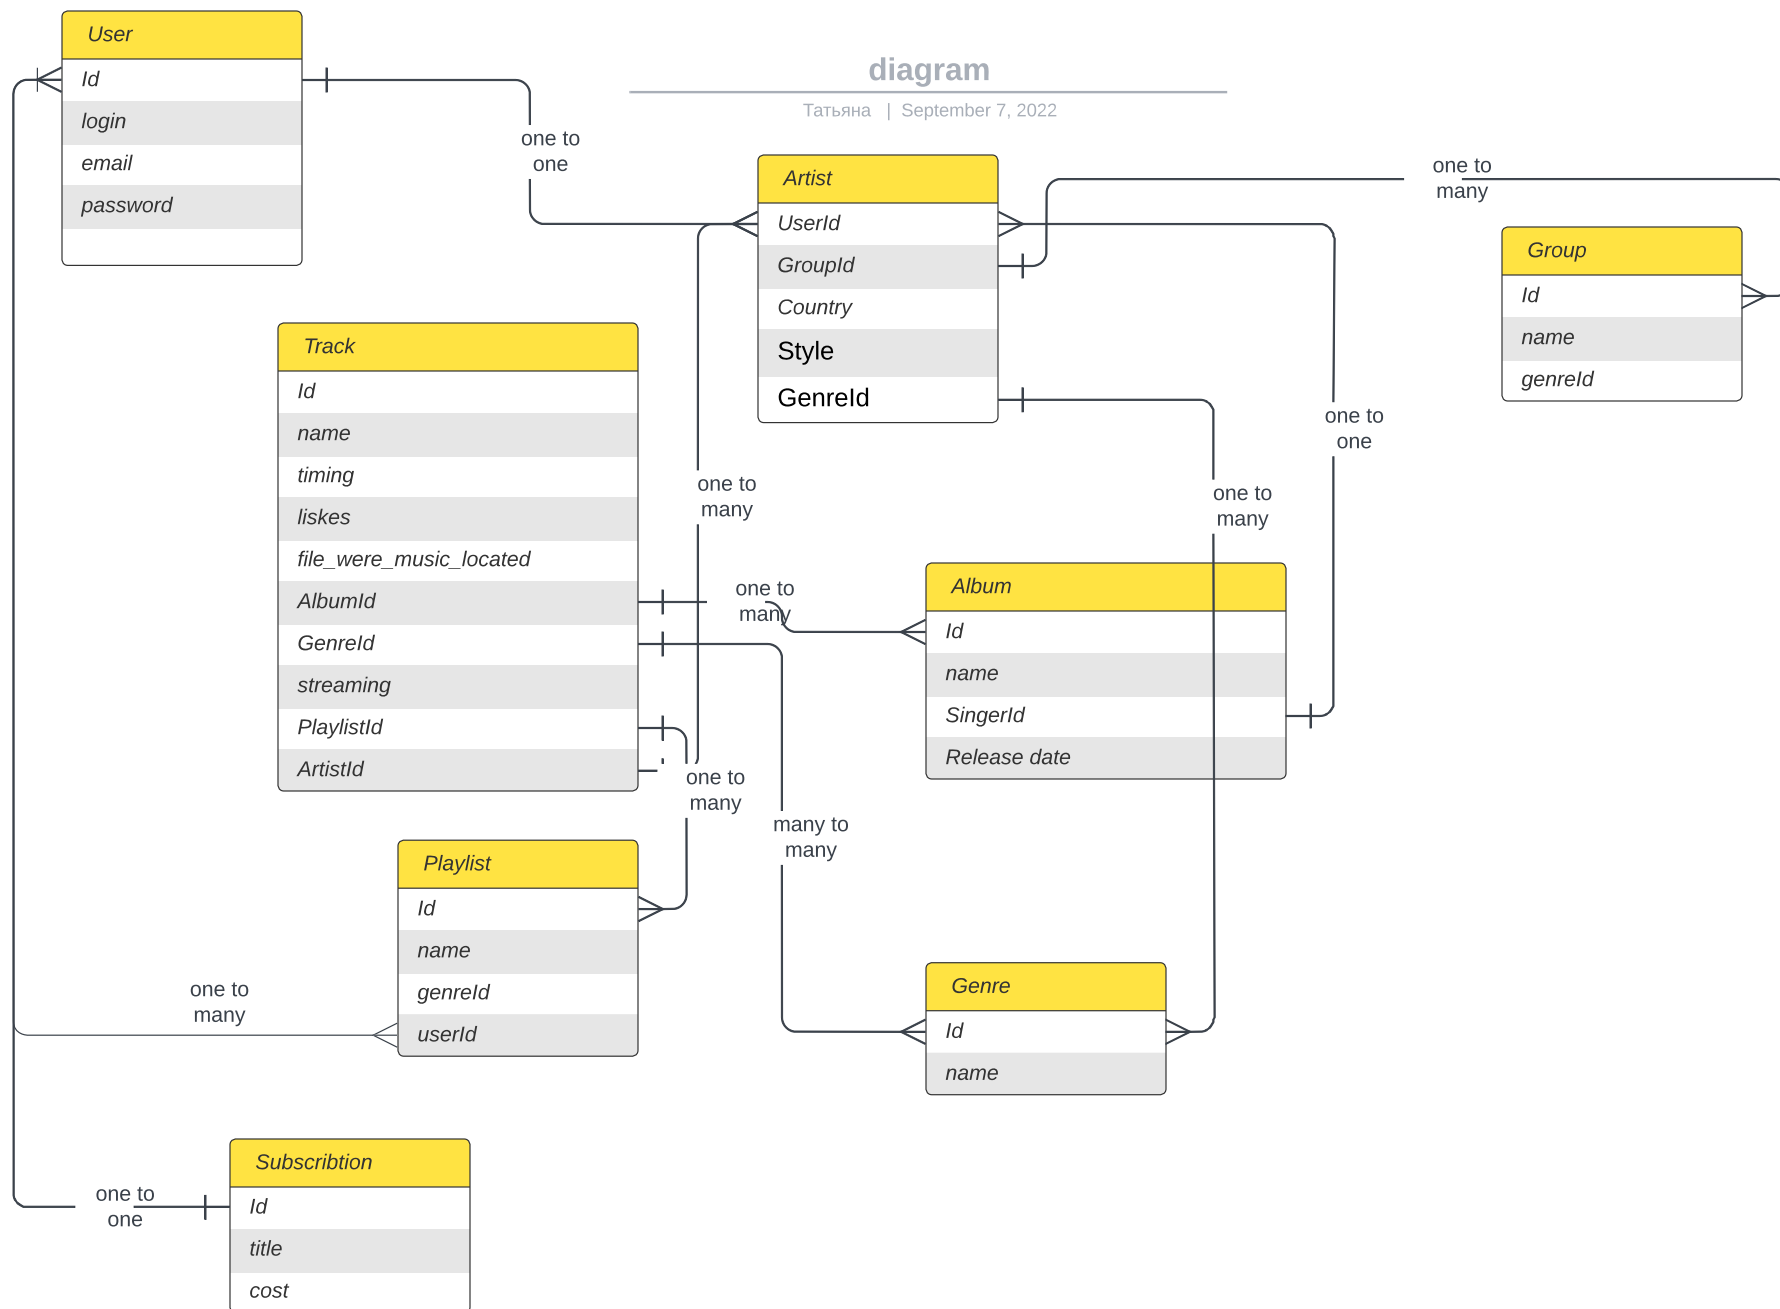 diagram
Татьяна | September 7, 2022
User
Id
login
email
password
one to
one
Artist
UserId
GroupId
Country
Style
GenreId
one to
many
Group
Id
name
genreId
Track
Id
name
timing
liskes
file_were_music_located
AlbumId
GenreId
streaming
PlaylistId
ArtistId
one to
many
one to
many
one to
many
one to
one
one to
many
Album
Id
name
SingerId
Release date
many to
many
Playlist
Id
name
genreId
userId
one to
many
Genre
Id
name
Subscribtion
Id
title
cost
one to
one